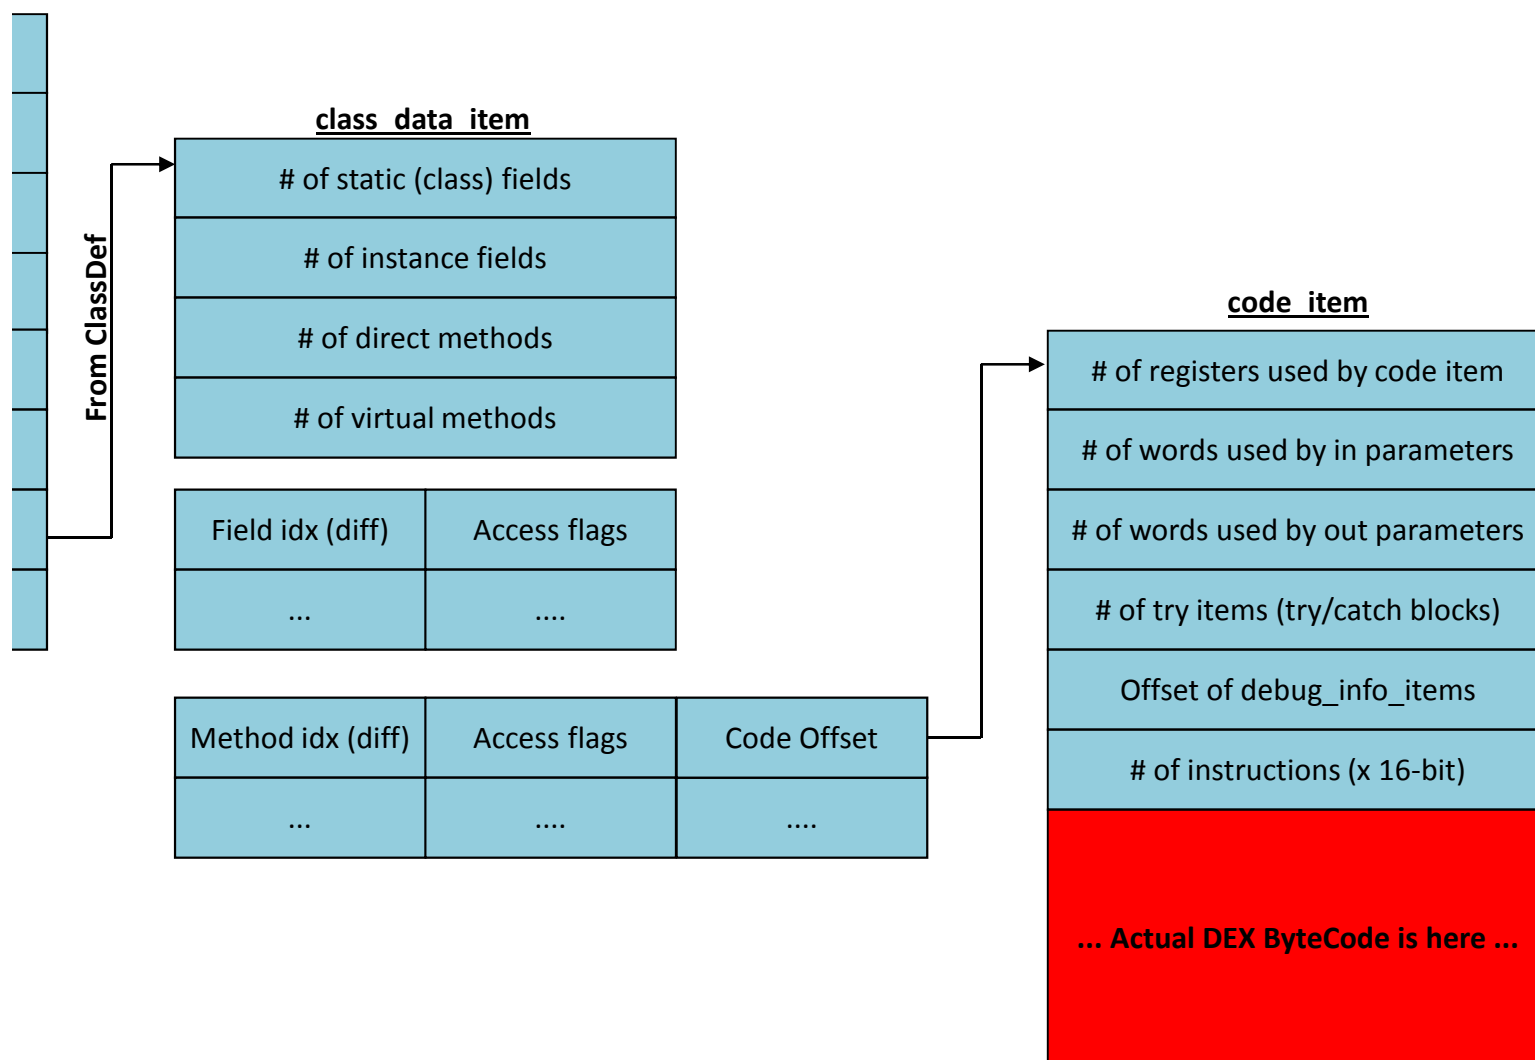 class_data_item
# of static (class) fields
# of instance fields
# of direct methods
# of virtual methods
From ClassDef
Field idx (diff) Access flags
... ....
Method idx (diff) Access flags Code Offset
... .... ....
code_item
# of registers used by code item
# of words used by in parameters
# of words used by out parameters
# of try items (try/catch blocks)
Offset of debug_info_items
# of instructions (x 16-bit)
... Actual DEX ByteCode is here ...